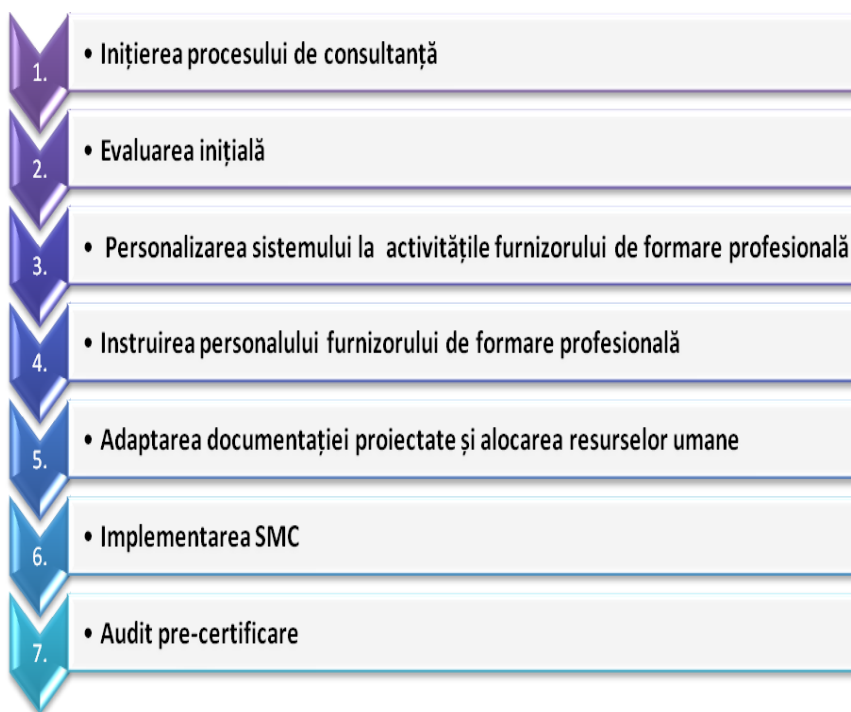 1. • Inițierea procesului de consultanță
2. • Evaluarea inițială
3. • Personalizarea sistemului la activitățile furnizorului de formare profesională
4. • Instruirea personalului furnizorului de formare profesională
5. • Adaptarea documentației proiectate și alocarea resurselor umane
6. • Implementarea SMC
7. • Audit pre-certificare